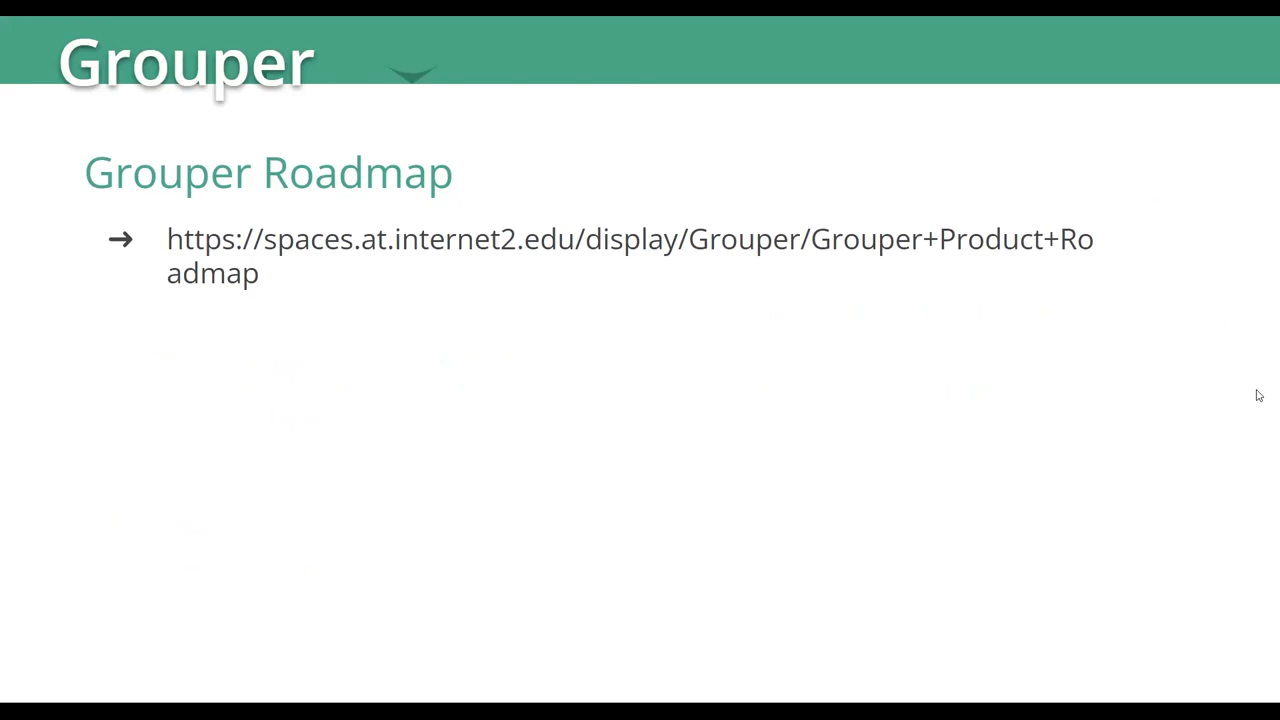 Grouper
Grouper Roadmap
➔ https://spaces.at.internet2.edu/display/Grouper/Grouper+Product+Ro
admap